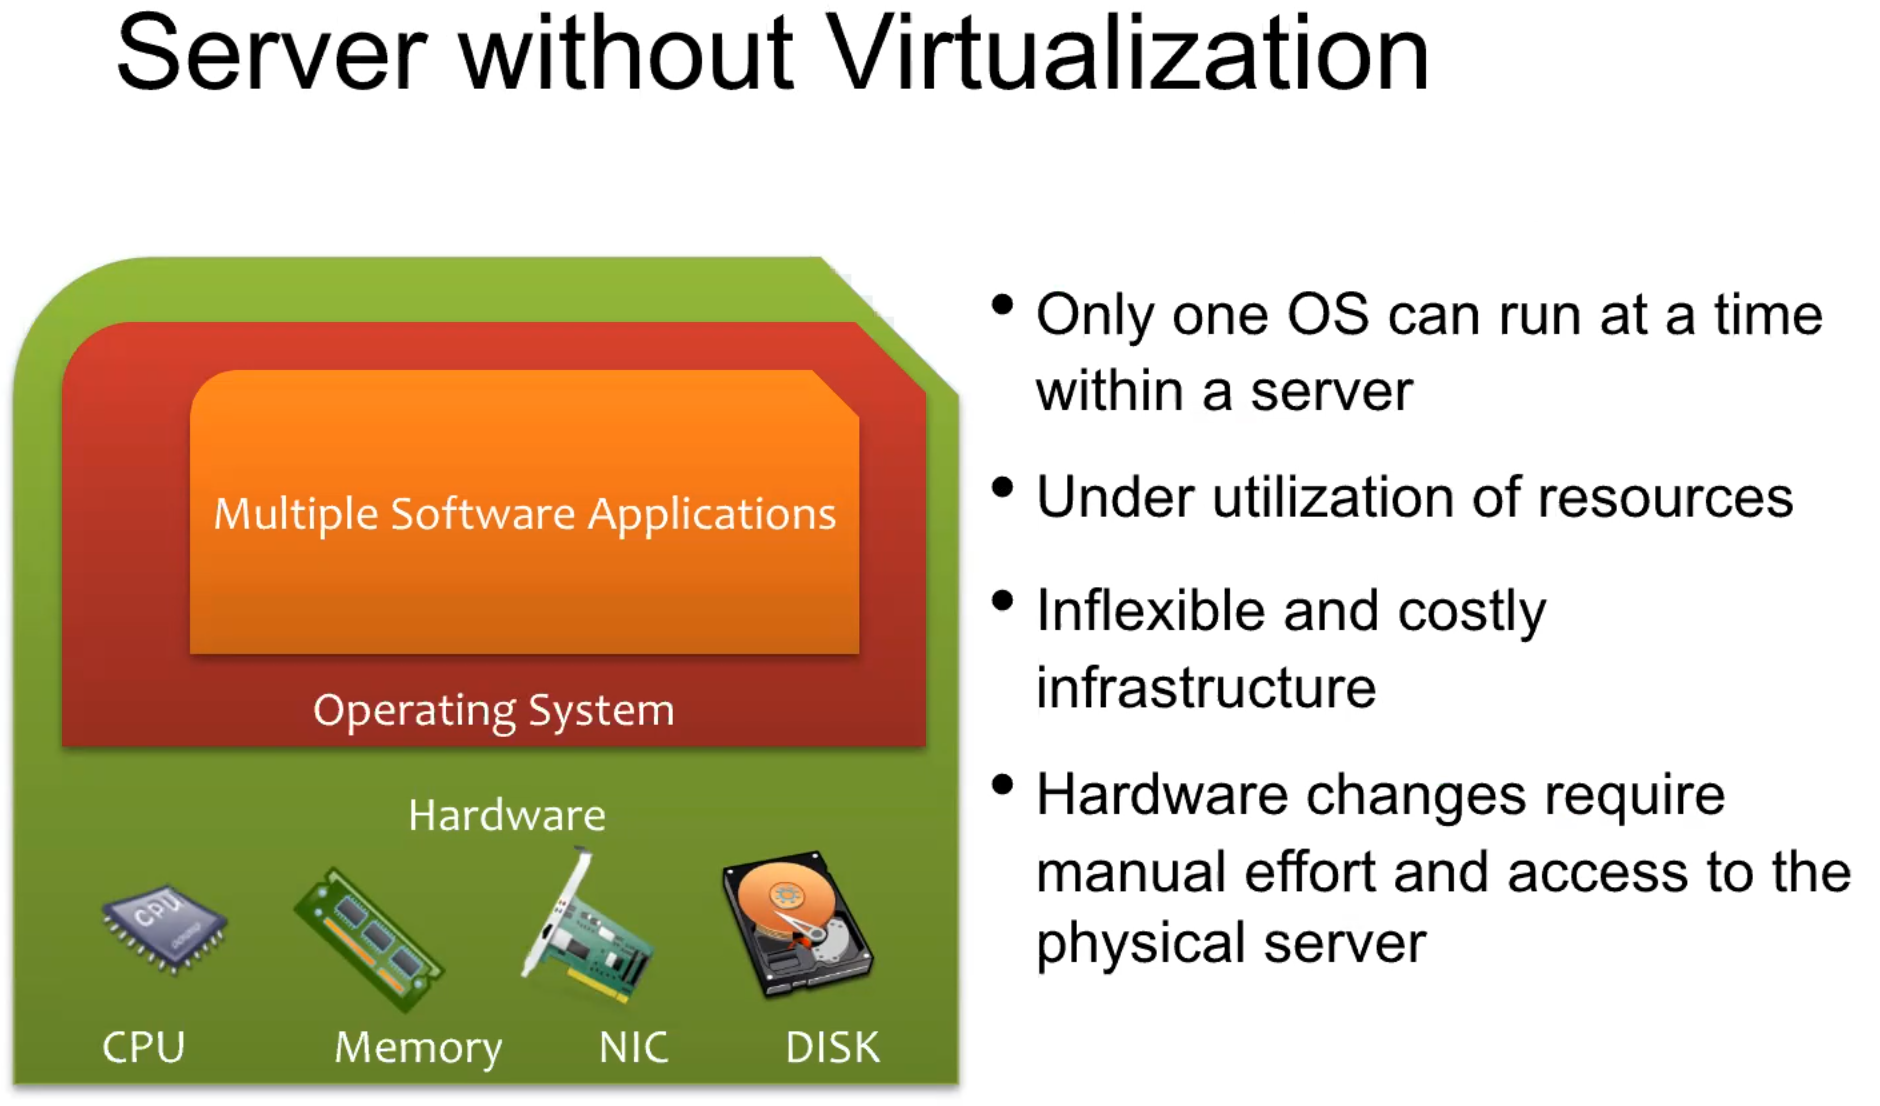 Server without Virtualization
Multiple Software Applications
Operating System
Hardware
CPU
CPU
Memory
NIC
DISK
• Only one OS can run at a time
within a server
• Under utilization of resources
• Inflexible and costly
infrastructure
• Hardware changes require
manual effort and access to the
physical server